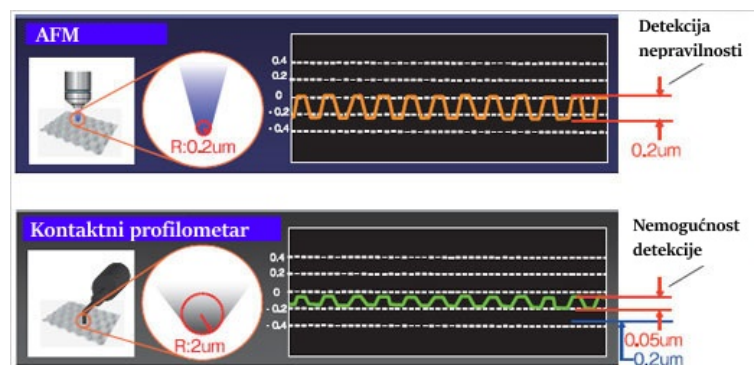 AFM
Detekcija
nepravilnosti
0.4
0.2
0
- 0.2
- 0.4
R:0.2um
0.2um
Kontaktni profilometar
Nemogućnost
detekcije
0.4
0.2
0
- 0.2
- 0.4
R:2um
0.05um
0.2um